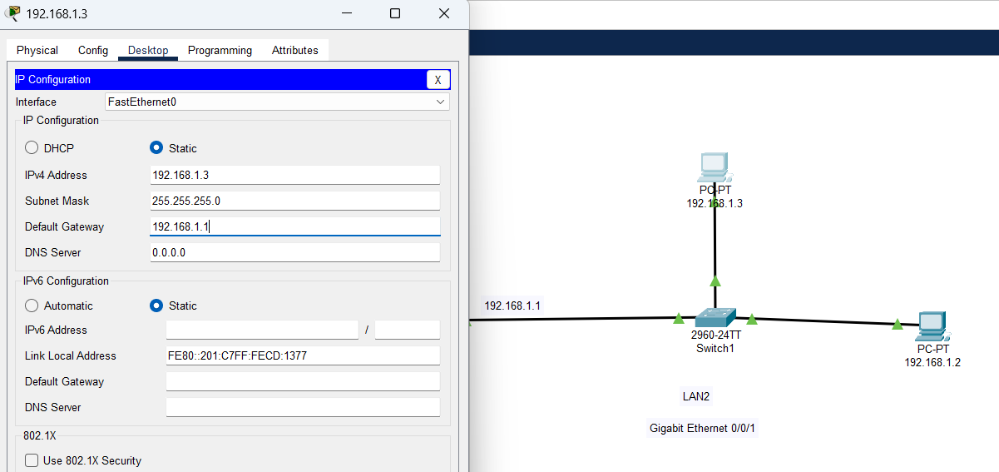 192.168.1.3
Physical Config Desktop Programming Attributes
IP Configuration X
Interface FastEthernet0
IP Configuration
DHCP Static
IPv4 Address 192.168.1.3
Subnet Mask 255.255.255.0
Default Gateway 192.168.1.1
DNS Server 0.0.0.0
IPv6 Configuration
Automatic Static
IPv6 Address /
Link Local Address FE80::201:C7FF:FECD:1377
Default Gateway
DNS Server
802.1X
Use 802.1X Security
PC-PT
192.168.1.3
192.168.1.1
2960-24TT
Switch1
PC-PT
192.168.1.2
LAN2
Gigabit Ethernet 0/0/1